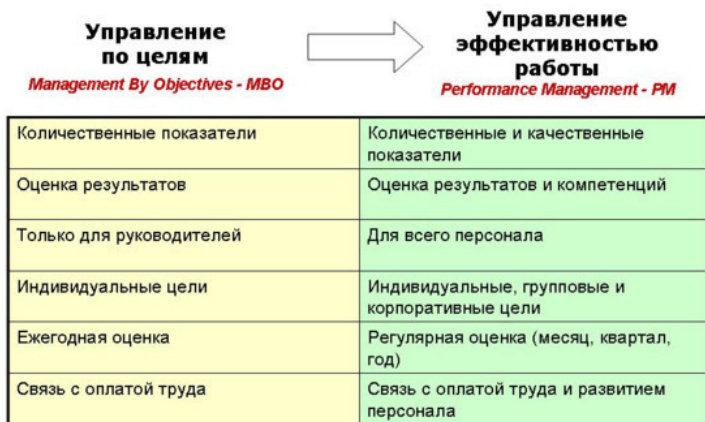 Управление
по целям
Management By Objectives - MBO
Управление
эффективностью
работы
Performance Management - PM
Количественные показатели
Количественные и качественные
показатели
Оценка результатов
Оценка результатов и компетенций
Только для руководителей
Для всего персонала
Индивидуальные цели
Индивидуальные, групповые и
корпоративные цели
Ежегодная оценка
Регулярная оценка (месяц, квартал,
год)
Связь с оплатой труда
Связь с оплатой труда и развитием
персонала